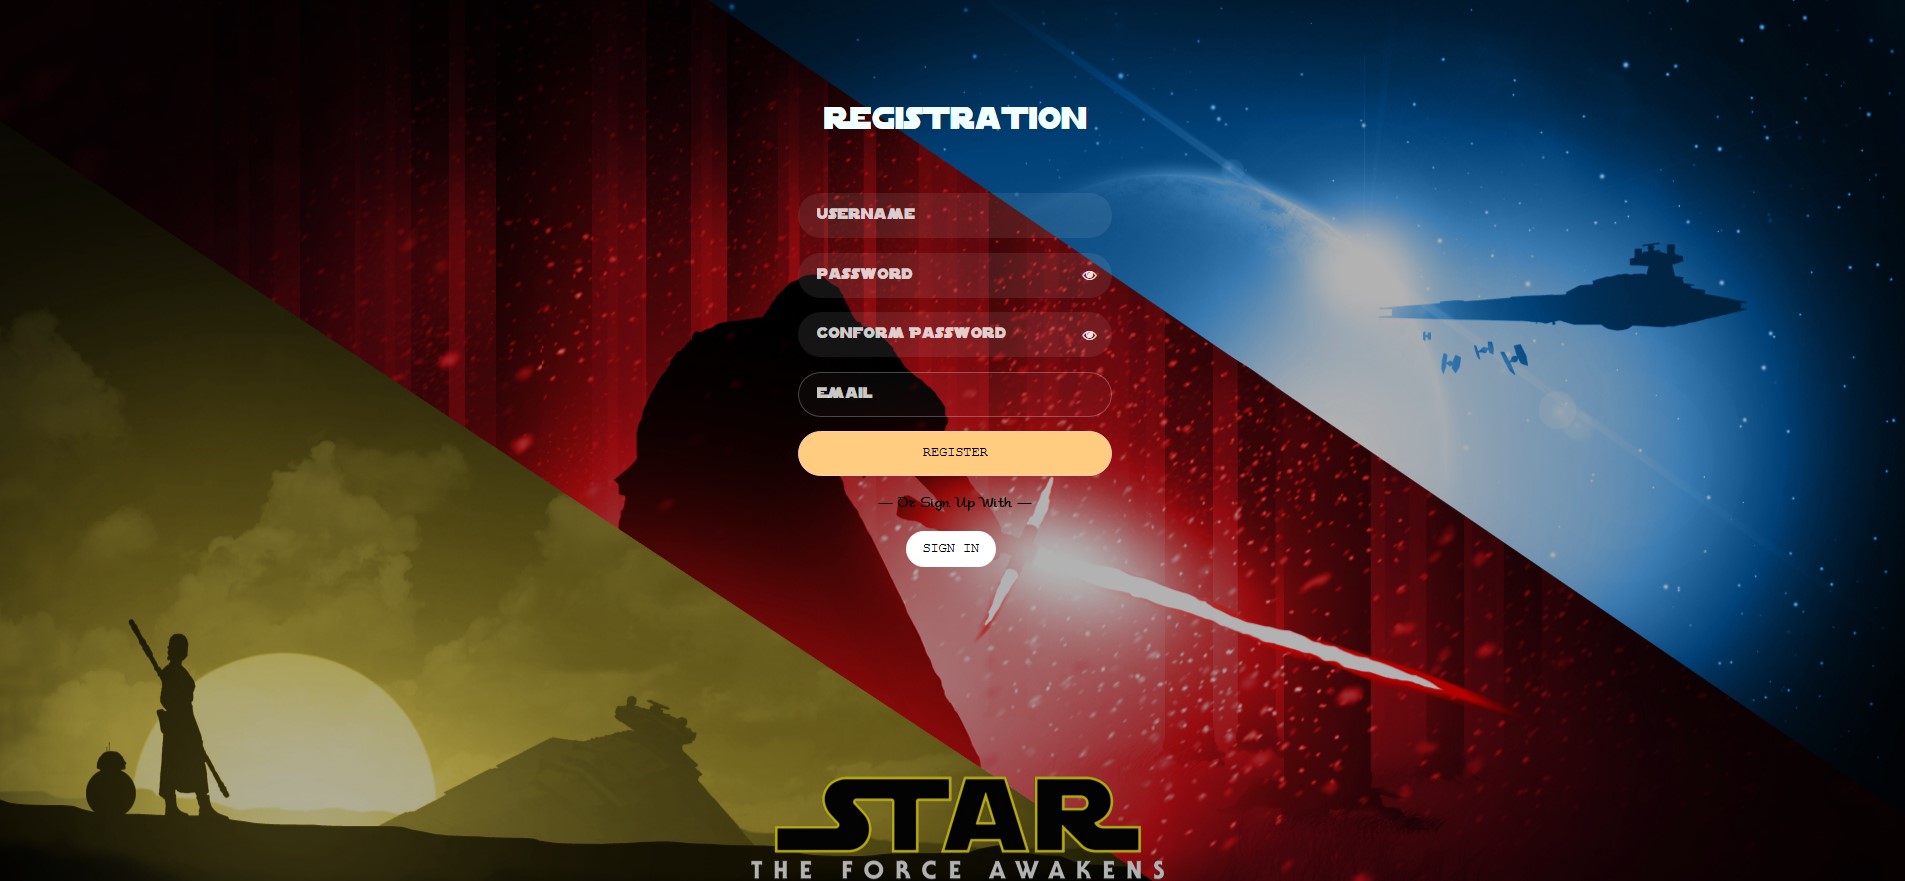 REGISTRATION
USERNAME
PASSWORD
CONFORM PASSWORD
EMAIL
REGISTER
— Or Sign Up With —
SIGN IN
STAR
THE FORCE AWAKENS